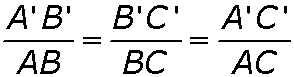 A'B'/AB = B'C'/BC = A'C'/AC